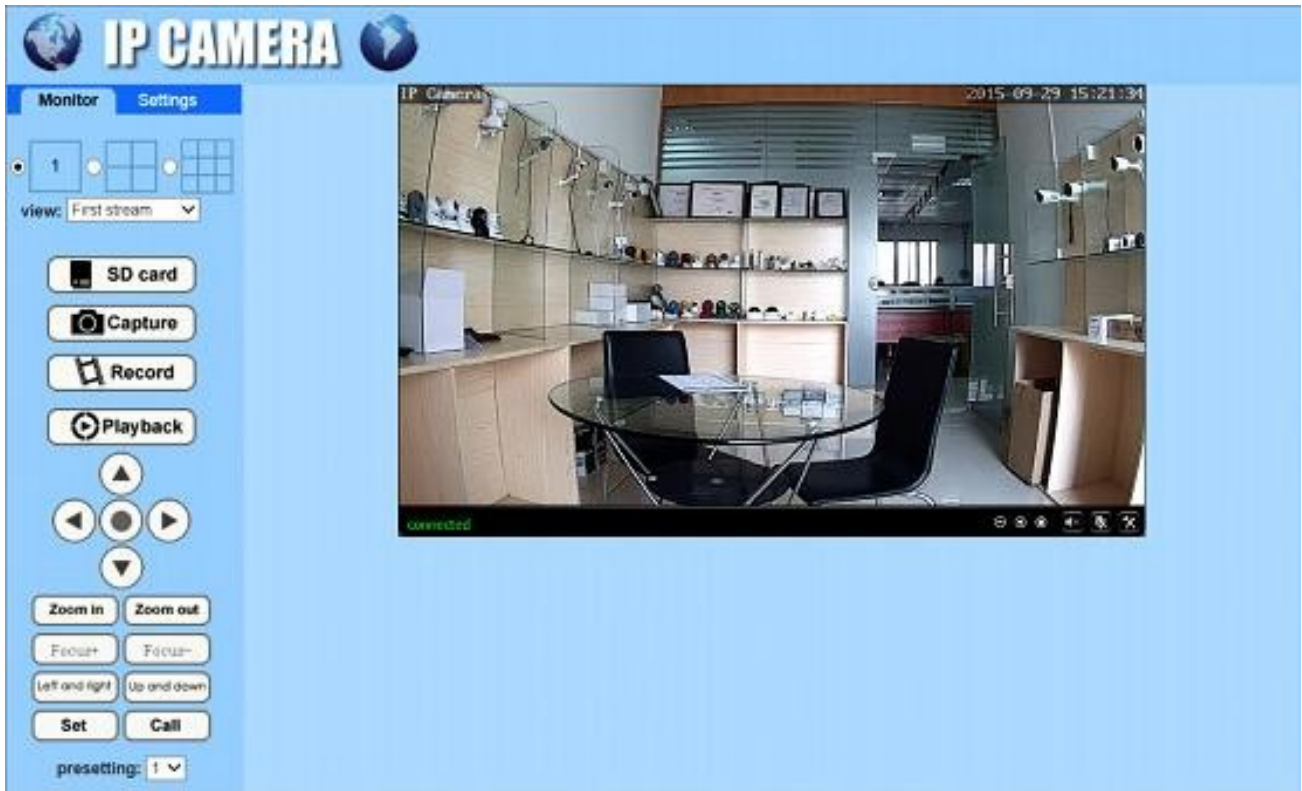 IP CAMERA
Monitor Settings
IP Camera 2015-09-29 15:21:34
1
view: First stream
SD card
Capture
Record
Playback
connected
Zoom in Zoom out
Focus+ Focus-
Left and right Up and down
Set Call
presetting: 1